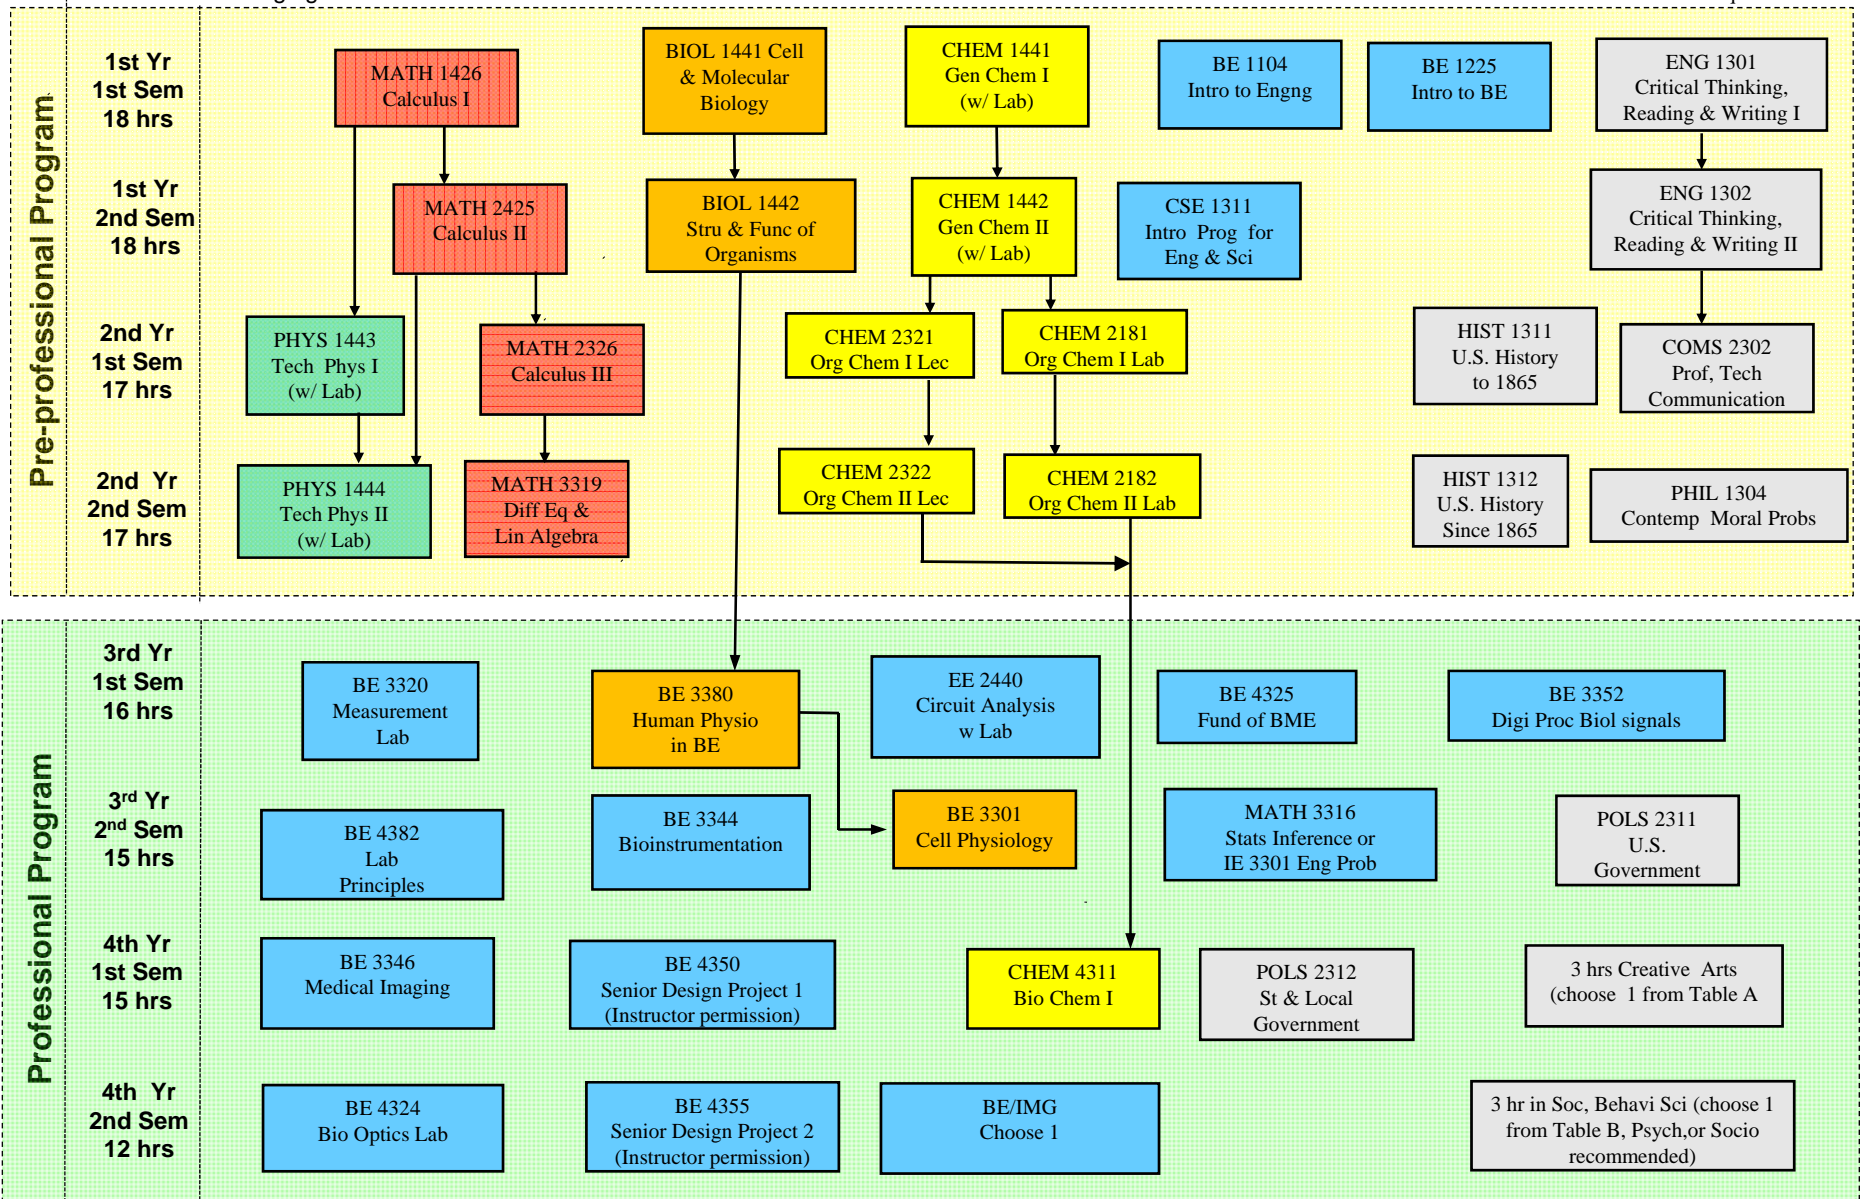 Pre-professional Program
1st Yr
1st Sem
18 hrs
MATH 1426
Calculus I
BIOL 1441 Cell
& Molecular
Biology
CHEM 1441
Gen Chem I
(w/ Lab)
BE 1104
Intro to Engng
BE 1225
Intro to BE
ENG 1301
Critical Thinking,
Reading & Writing I
1st Yr
2nd Sem
18 hrs
MATH 2425
Calculus II
BIOL 1442
Stru & Func of
Organisms
CHEM 1442
Gen Chem II
(w/ Lab)
CSE 1311
Intro Prog for
Eng & Sci
ENG 1302
Critical Thinking,
Reading & Writing II
2nd Yr
1st Sem
17 hrs
PHYS 1443
Tech Phys I
(w/ Lab)
MATH 2326
Calculus III
CHEM 2321
Org Chem I Lec
CHEM 2181
Org Chem I Lab
HIST 1311
U.S. History
to 1865
COMS 2302
Prof, Tech
Communication
2nd Yr
2nd Sem
17 hrs
PHYS 1444
Tech Phys II
(w/ Lab)
MATH 3319
Diff Eq &
Lin Algebra
CHEM 2322
Org Chem II Lec
CHEM 2182
Org Chem II Lab
HIST 1312
U.S. History
Since 1865
PHIL 1304
Contemp Moral Probs
Professional Program
3rd Yr
1st Sem
16 hrs
BE 3320
Measurement
Lab
BE 3380
Human Physio
in BE
EE 2440
Circuit Analysis
w Lab
BE 4325
Fund of BME
BE 3352
Digi Proc Biol signals
3rd Yr
2nd Sem
15 hrs
BE 4382
Lab
Principles
BE 3344
Bioinstrumentation
BE 3301
Cell Physiology
MATH 3316
Stats Inference or
IE 3301 Eng Prob
POLS 2311
U.S.
Government
4th Yr
1st Sem
15 hrs
BE 3346
Medical Imaging
BE 4350
Senior Design Project 1
(Instructor permission)
CHEM 4311
Bio Chem I
POLS 2312
St & Local
Government
3 hrs Creative Arts
(choose 1 from Table A
4th Yr
2nd Sem
12 hrs
BE 4324
Bio Optics Lab
BE 4355
Senior Design Project 2
(Instructor permission)
BE/IMG
Choose 1
3 hr in Soc, Behavi Sci (choose 1
from Table B, Psych,or Socio
recommended)